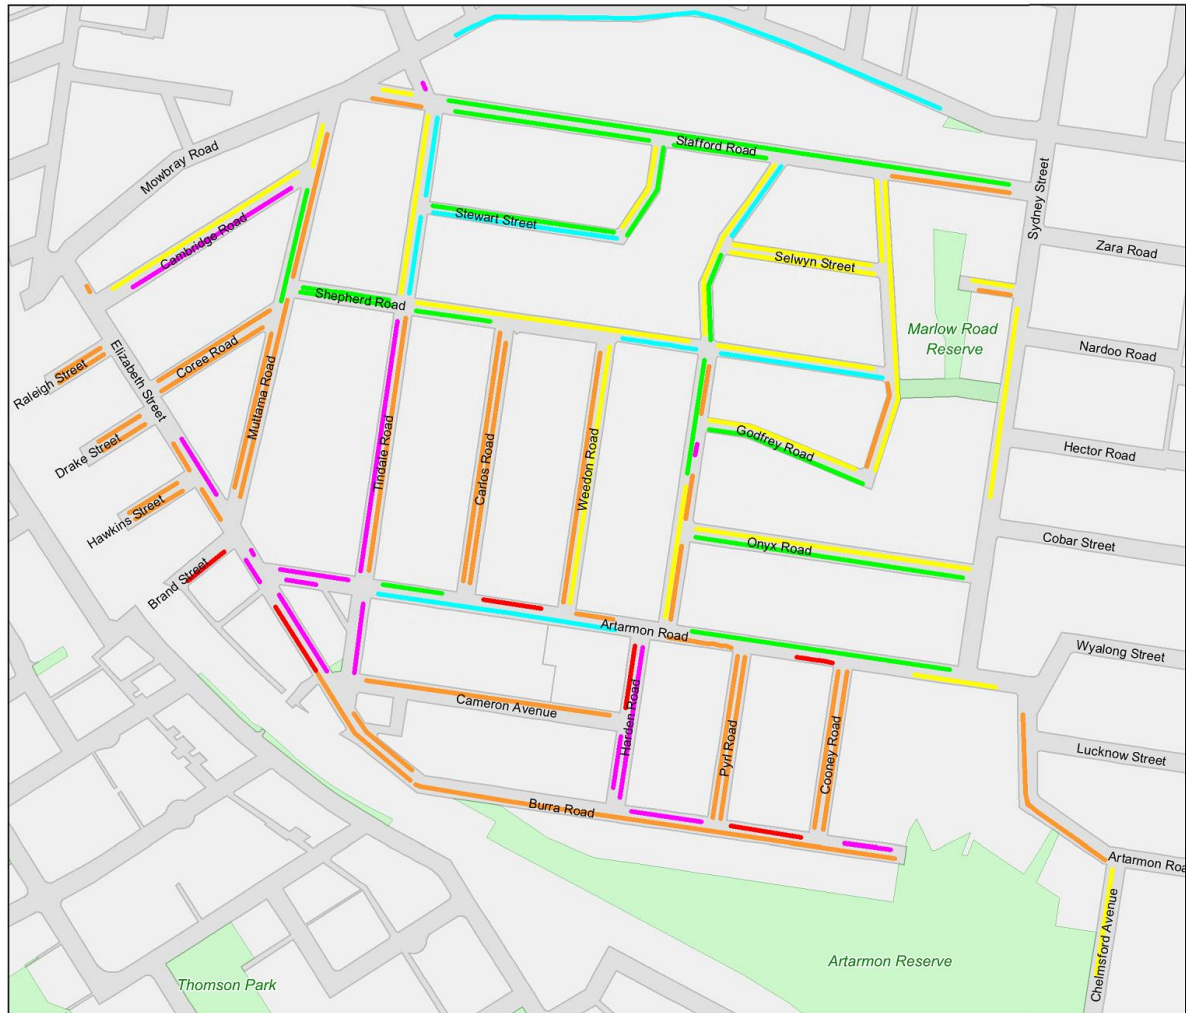 Stafford Road
Mowbray Road
Sydney Street
Stewart Street
Cambridge Road
Zara Road
Selwyn Street
Shepherd Road
Marlow Road
Reserve
Nardoo Road
Elizabeth Street
Coree Road
Raleigh Street
Muttama Road
Godfrey Road
Drake Street
Hector Road
Tindale Road
Carlos Road
Weedon Road
Hawkins Street
Onyx Road
Cobar Street
Brand Street
Artarmon Road
Wyalong Street
Cameron Avenue
Harden Road
Pyrl Road
Cooney Road
Lucknow Street
Burra Road
Artarmon Roa
Chelmsford Avenue
Artarmon Reserve
Thomson Park